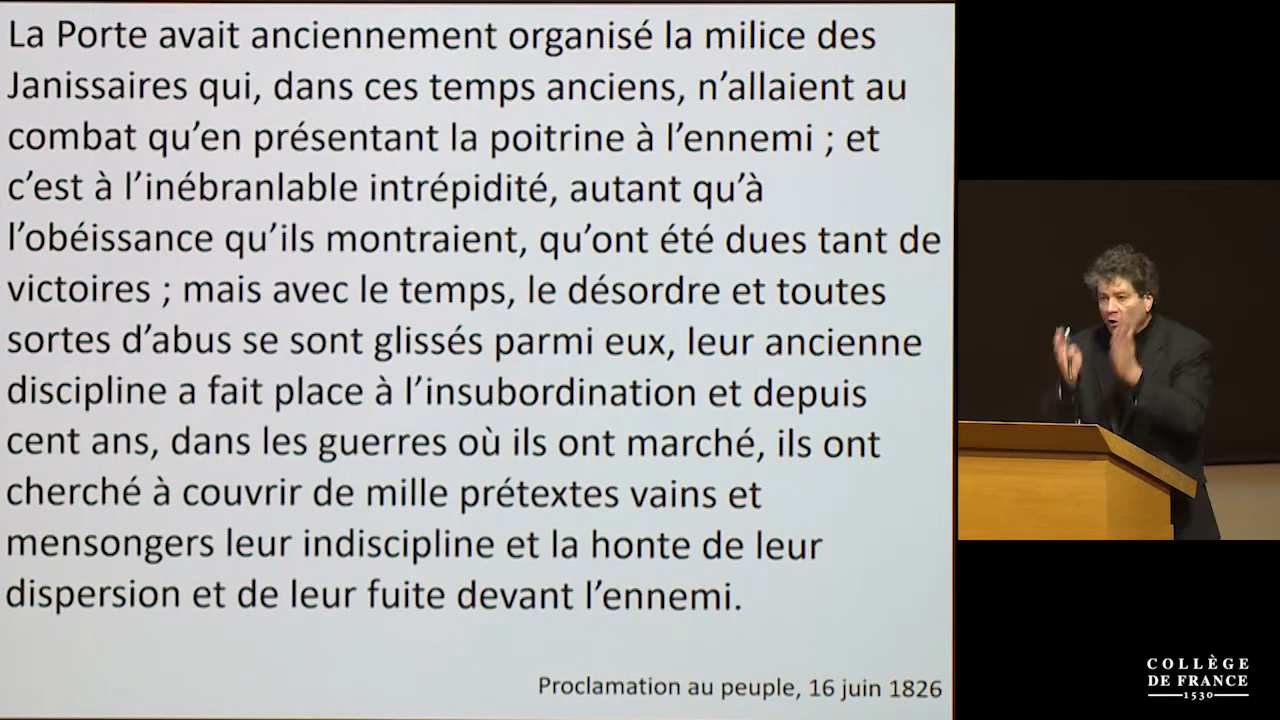 La Porte avait anciennement organisé la milice des
Janissaires qui, dans ces temps anciens, n’allaient au
combat qu’en présentant la poitrine à l’ennemi ; et
c’est à l’inébranlable intrépidité, autant qu’à
l’obéissance qu’ils montraient, qu’ont été dues tant de
victoires ; mais avec le temps, le désordre et toutes
sortes d’abus se sont glissés parmi eux, leur ancienne
discipline a fait place à l’insubordination et depuis
cent ans, dans les guerres où ils ont marché, ils ont
cherché à couvrir de mille prétextes vains et
mensongers leur indiscipline et la honte de leur
dispersion et de leur fuite devant l’ennemi.
Proclamation au peuple, 16 juin 1826
COLLÈGE
DE FRANCE
1530